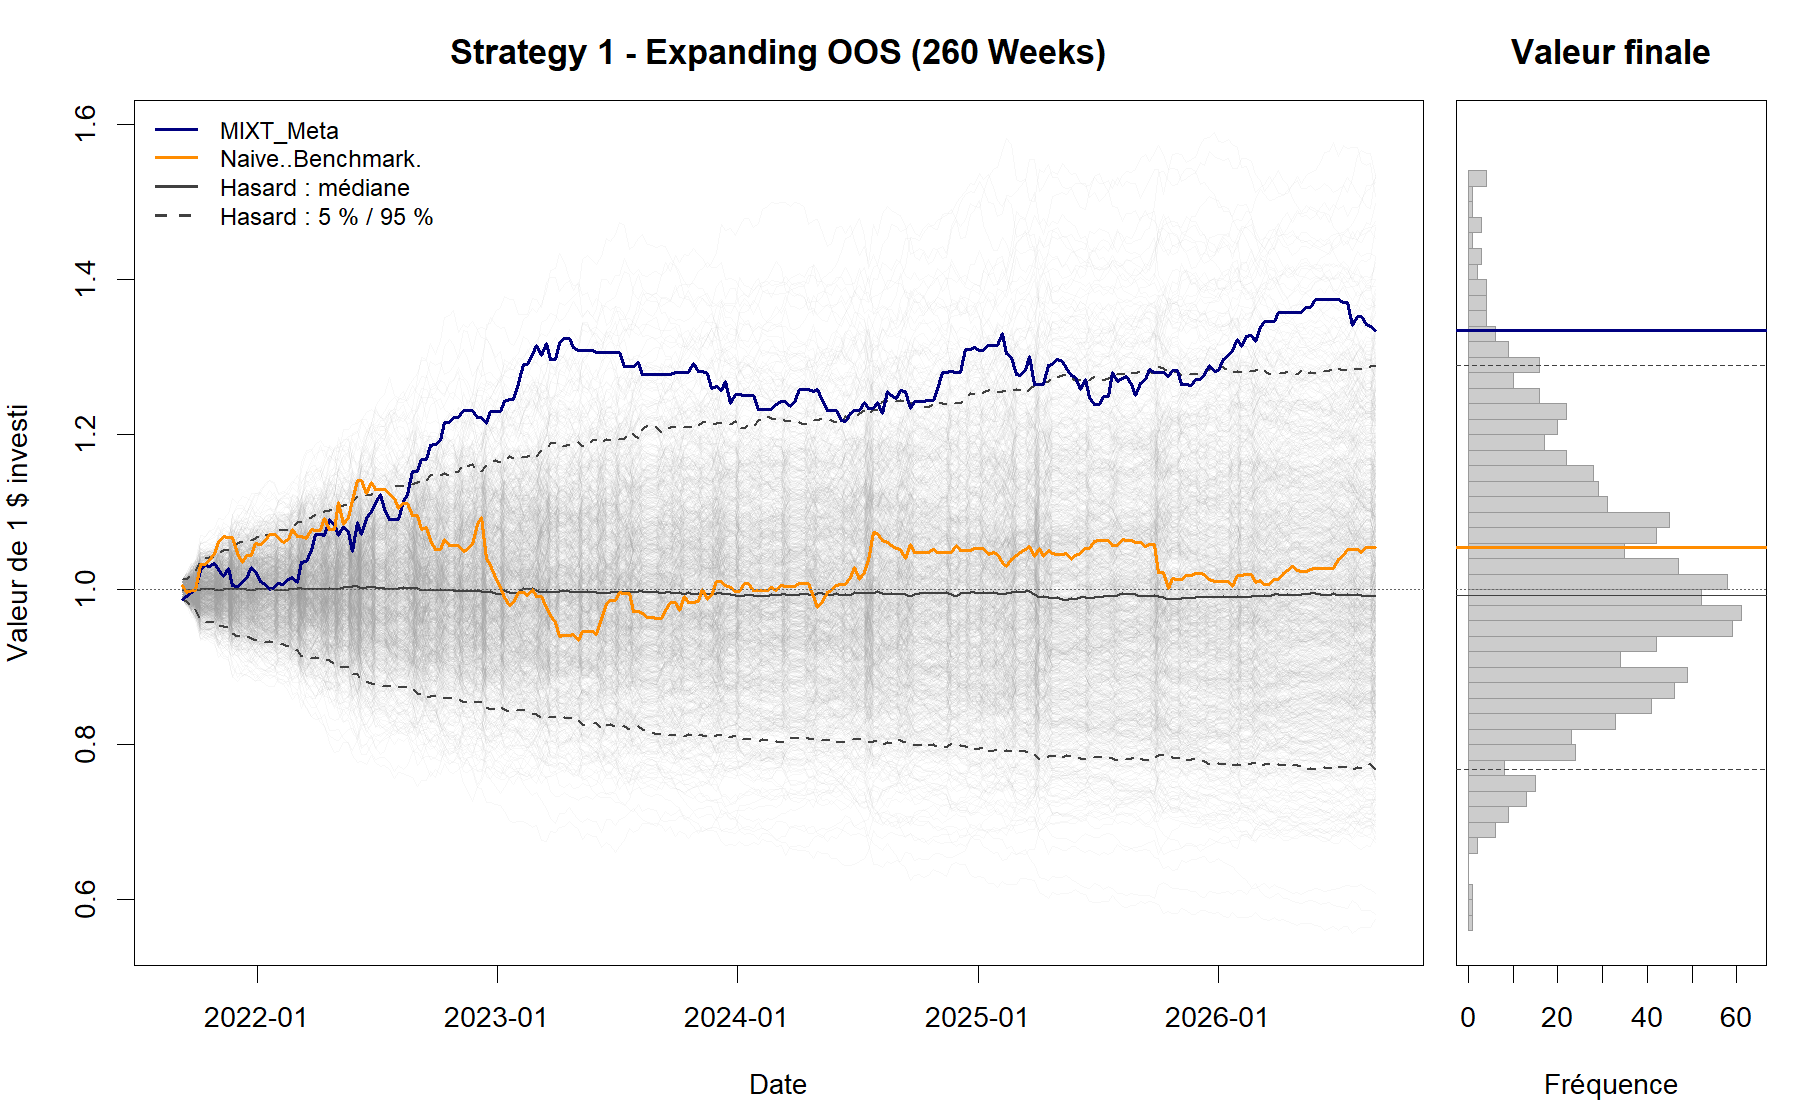 Strategy 1 - Expanding OOS (260 Weeks)
Valeur finale
MIXT_Meta
Naive..Benchmark.
Hasard : médiane
Hasard : 5 % / 95 %
Valeur de 1 $ investi
1.6
1.4
1.2
1.0
0.8
0.6
2022-01
2023-01
2024-01
2025-01
2026-01
Date
0
20
40
60
Fréquence